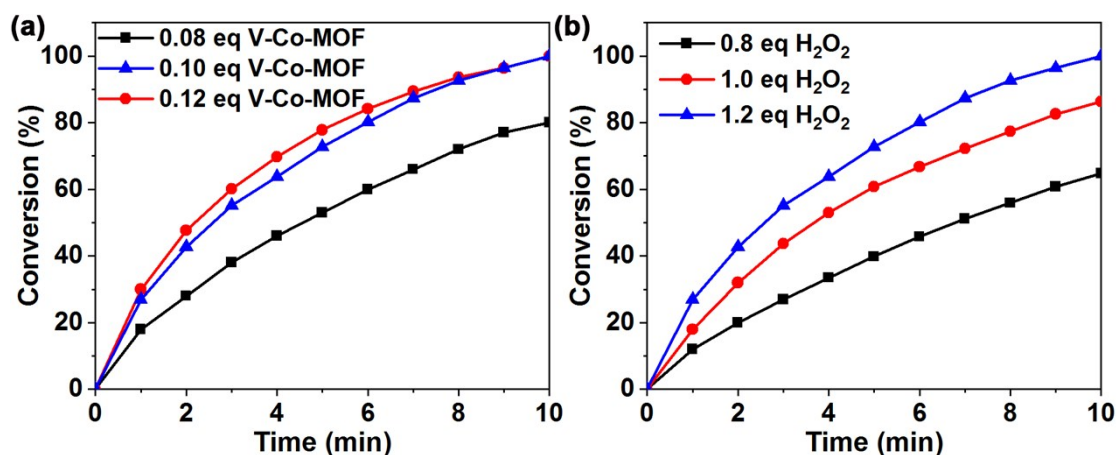 (a)
0.08 eq V-Co-MOF
0.10 eq V-Co-MOF
0.12 eq V-Co-MOF
100
80
60
40
20
0
Conversion (%)
0 2 4 6 8 10
Time (min)
(b)
0.8 eq H₂O₂
1.0 eq H₂O₂
1.2 eq H₂O₂
100
80
60
40
20
0
Conversion (%)
0 2 4 6 8 10
Time (min)